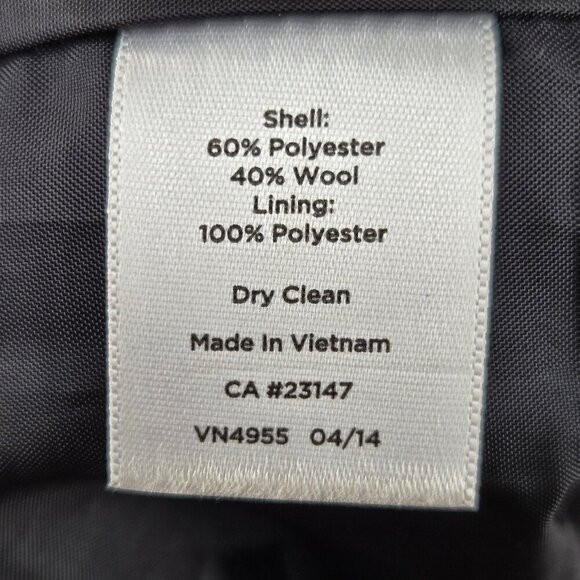 Shell:
60% Polyester
40% Wool
Lining:
100% Polyester
Dry Clean
Made In Vietnam
CA #23147
VN4955 04/14